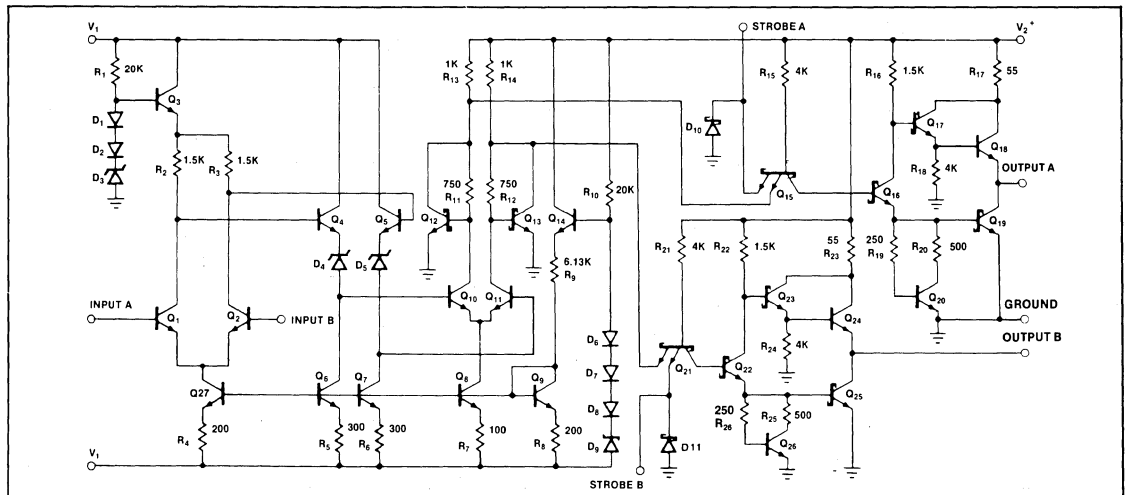 STROBE A
V1
V2+
R1 20K
Q3
D1
D2
D3
1.5K
R2
R3 1.5K
1K
R13
1K
R14
R15 4K
R16 1.5K
R17 55
D10
Q17
Q18
R18 4K
OUTPUT A
Q4
Q5
D4
D5
750
R11
Q12
750
R12
Q13
R10 20K
Q14
6.13K
R9
Q15
Q16
Q19
250
R19
R20 500
Q20
R21 4K
R22 1.5K
55
R23
Q23
Q24
R24 4K
GROUND
OUTPUT B
INPUT A
Q1
Q2
INPUT B
Q10
Q11
D6
D7
D8
D9
Q21
Q22
Q25
250
R26
R25 500
Q26
Q27
Q6
Q7
Q8
Q9
R4 200
R5 300
R6 300
R7 100
R8 200
D11
V1
STROBE B